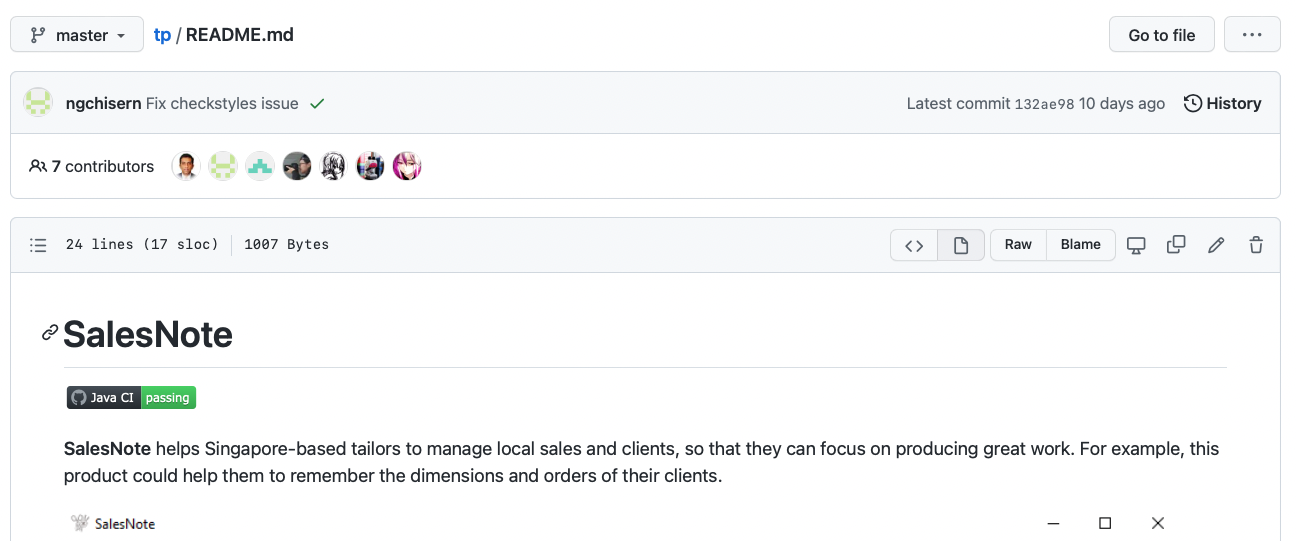 master tp / README.md Go to file
ngchisern Fix checkstyles issue Latest commit 132ae98 10 days ago History
7 contributors
24 lines (17 sloc) 1007 Bytes Raw Blame
SalesNote
Java CI passing
SalesNote helps Singapore-based tailors to manage local sales and clients, so that they can focus on producing great work. For example, this
product could help them to remember the dimensions and orders of their clients.
SalesNote